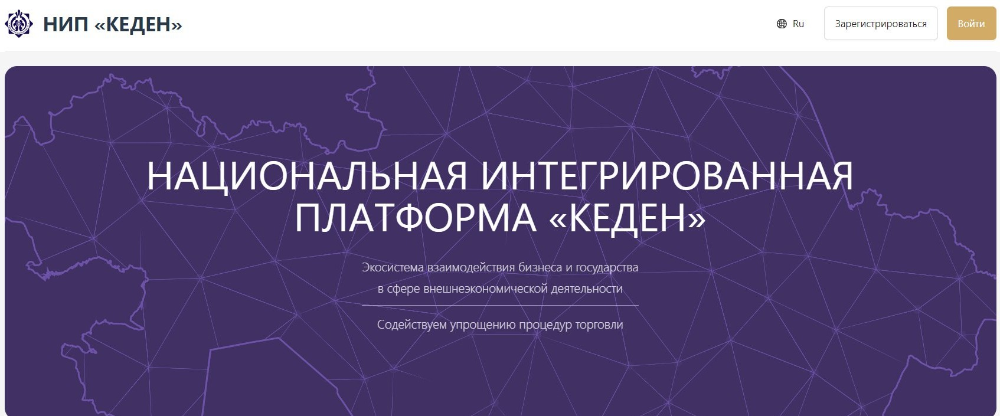 НИП «КЕДЕН»
Ru
Зарегистрироваться
Войти
НАЦИОНАЛЬНАЯ ИНТЕГРИРОВАННАЯ
ПЛАТФОРМА «КЕДЕН»
Экосистема взаимодействия бизнеса и государства
в сфере внешнеэкономической деятельности
Содействуем упрощению процедур торговли